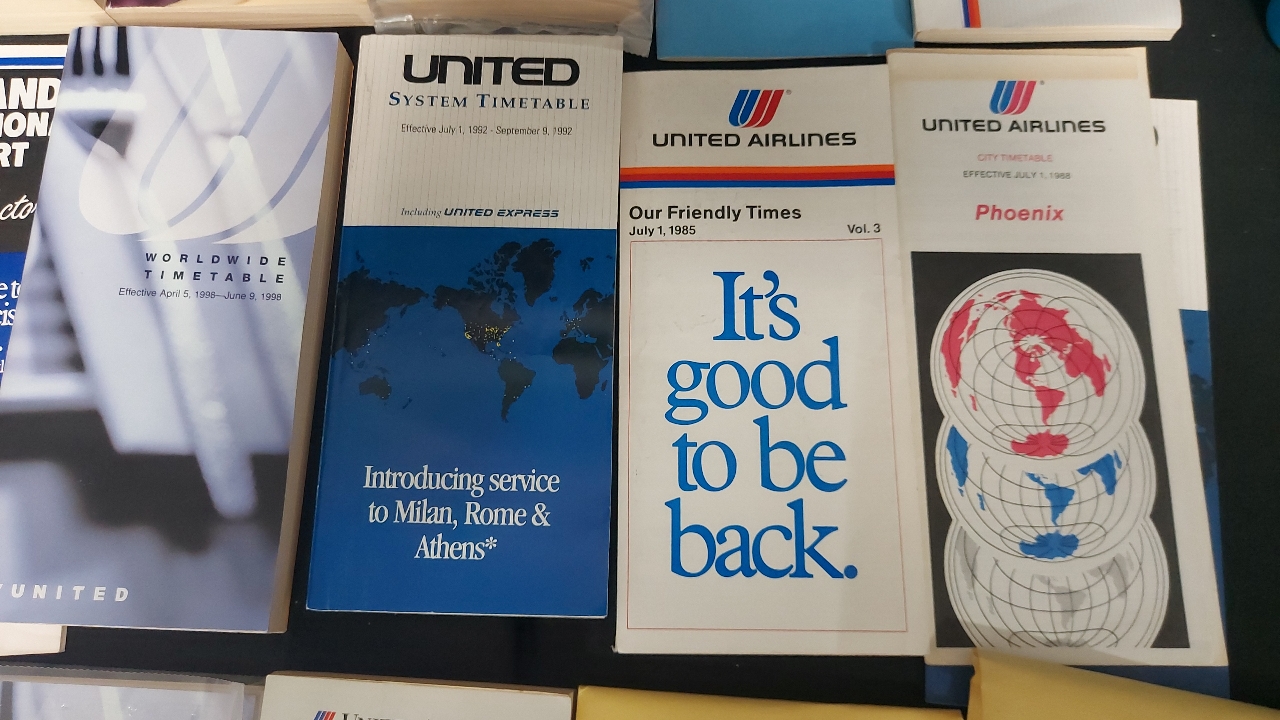 AND
ION
RT
WORLDWIDE
TIMETABLE
Effective April 5, 1998—June 9, 1998
UNITED
UNITED
SYSTEM TIMETABLE
Effective July 1, 1992 - September 9, 1992
Including UNITED EXPRESS
Introducing service
to Milan, Rome &
Athens*
UNITED AIRLINES
Our Friendly Times
July 1, 1985
Vol. 3
It's
good
to be
back.
UNITED AIRLINES
CITY TIMETABLE
EFFECTIVE JULY 1, 1988
Phoenix